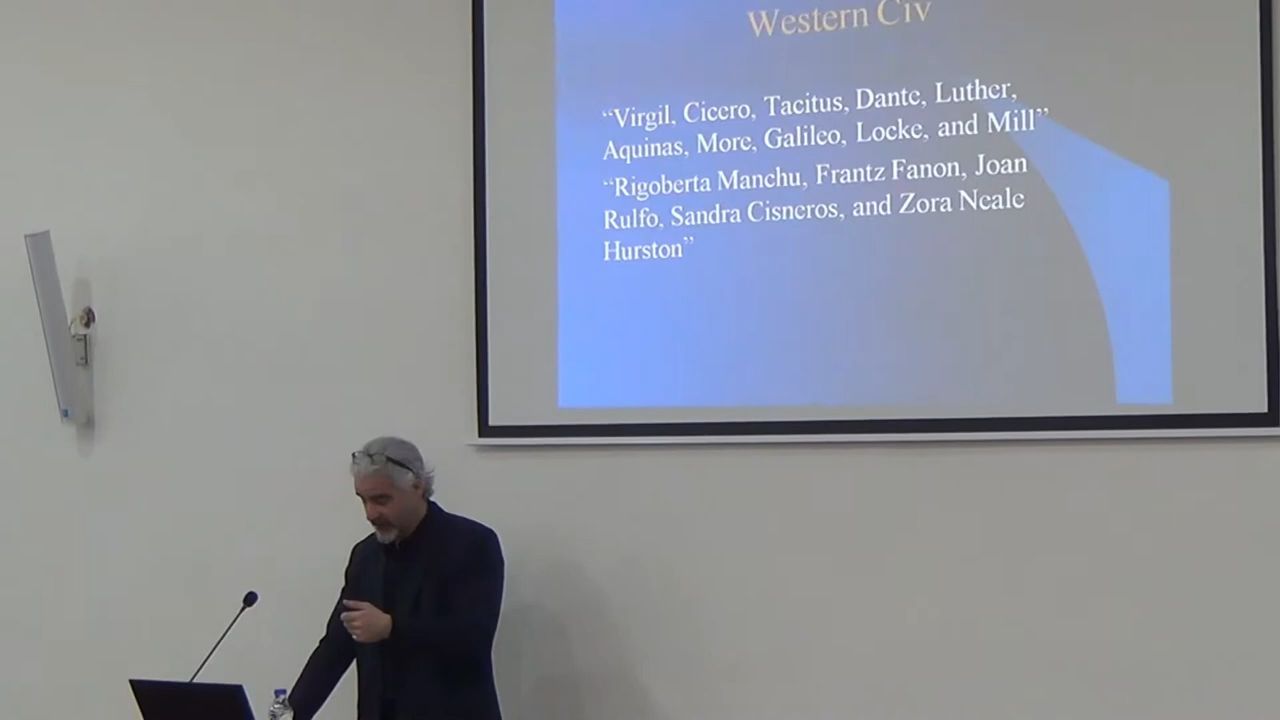 Western Civ
“Virgil, Cicero, Tacitus, Dante, Luther,
Aquinas, More, Galileo, Locke, and Mill”
“Rigoberta Manchu, Frantz Fanon, Joan
Rulfo, Sandra Cisneros, and Zora Neale
Hurston”